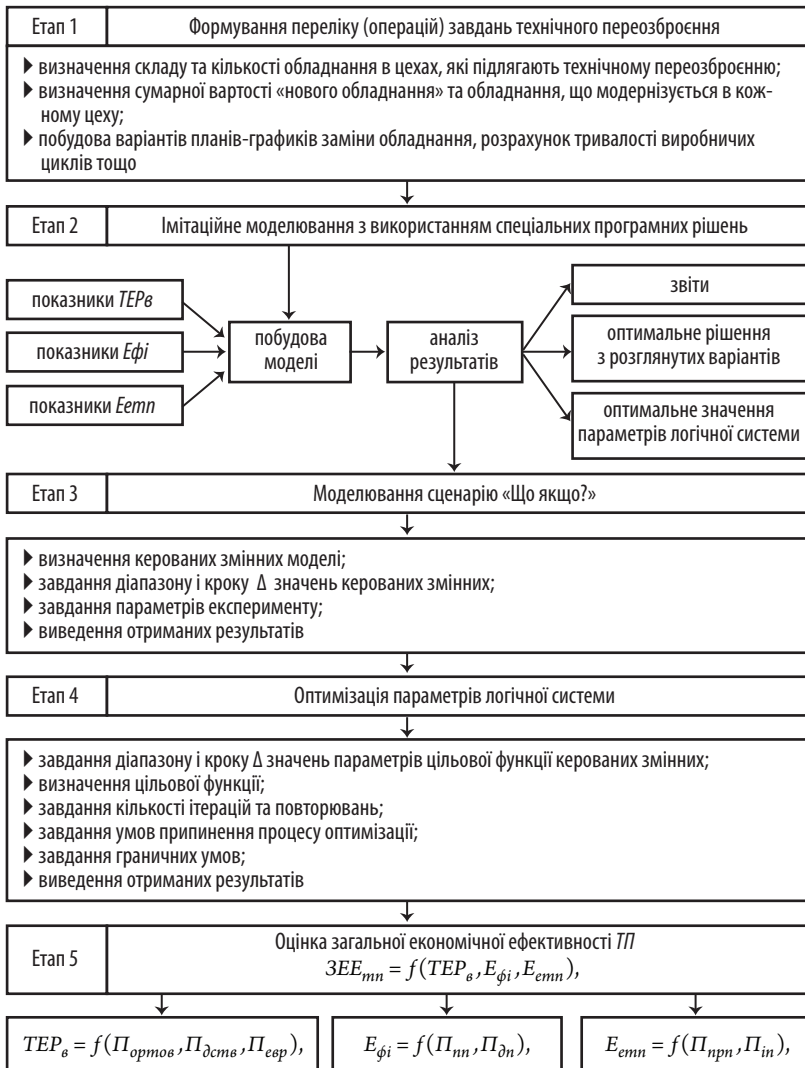 Етап 1
Формування переліку (операцій) завдань технічного переозброєння
▶ визначення складу та кількості обладнання в цехах, які підлягають технічному переозброєнню;
▶ визначення сумарної вартості «нового обладнання» та обладнання, що модернізується в кож-
ному цеху;
▶ побудова варіантів планів-графиків заміни обладнання, розрахунок тривалості виробничих
циклів тощо
Етап 2
Імітаційне моделювання з використанням спеціальних програмних рішень
показники ТЕРв
показники Ефі
показники Еетп
побудова
моделі
аналіз
результатів
звіти
оптимальне рішення
з розглянутих варіантів
оптимальне значення
параметрів логічної системи
Етап 3
Моделювання сценарію «Що якщо?»
▶ визначення керованих змінних моделі;
▶ завдання діапазону і кроку Δ значень керованих змінних;
▶ завдання параметрів експерименту;
▶ виведення отриманих результатів
Етап 4
Оптимізація параметрів логічної системи
▶ завдання діапазону і кроку Δ значень параметрів цільової функції керованих змінних;
▶ визначення цільової функції;
▶ завдання кількості ітерацій та повторювань;
▶ завдання умов припинення процесу оптимізації;
▶ завдання граничних умов;
▶ виведення отриманих результатів
Етап 5
Оцінка загальної економічної ефективності ТП
ЗЕЕтп = f(ТЕРв, Ефі, Еетп),
ТЕРв = f(Портов, Пдств, Певр),
Ефі = f(Ппп, Пдп),
Еетп = f(Ппрп, Піп),